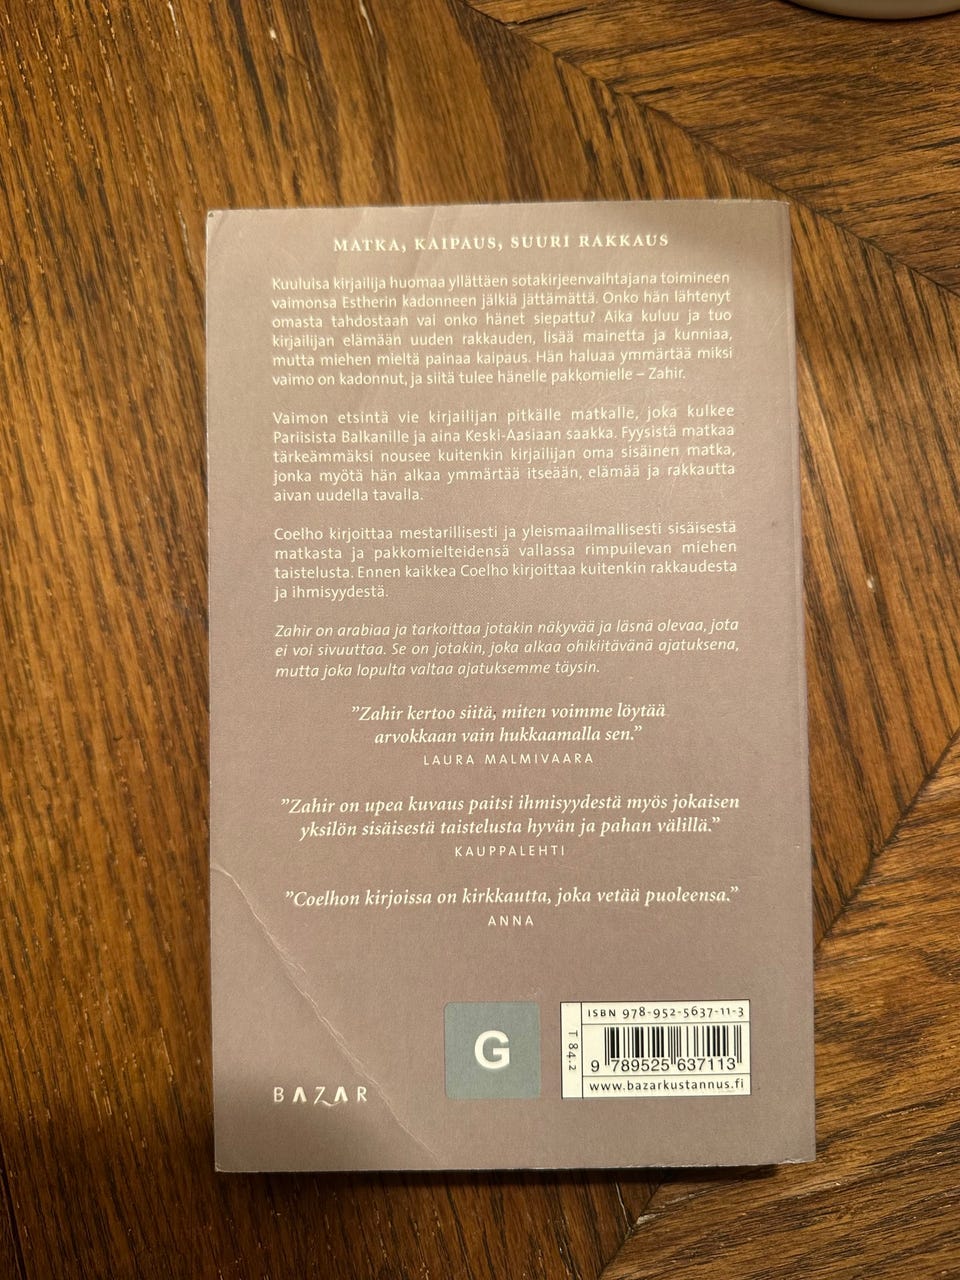 MATKA, KAIPAUS, SUURI RAKKAUS
Kuuluisa kirjailija huomaa yllättäen sotakirjeenvaihtajana toimineen
vaimonsa Estherin kadonneen jälkiä jättämättä. Onko hän lähtenyt
omasta tahdostaan vai onko hänet siepattu? Aika kuluu ja tuo
kirjailijan elämään uuden rakkauden, lisää mainetta ja kunniaa,
mutta miehen mieltä painaa kaipaus. Hän haluaa ymmärtää miksi
vaimo on kadonnut, ja siitä tulee hänelle pakkomielle – Zahir.
Vaimon etsintä vie kirjailijan pitkälle matkalle, joka kulkee
Pariisista Balkanille ja aina Keski-Aasiaan saakka. Fyysistä matkaa
tärkeämmäksi nousee kuitenkin kirjailijan oma sisäinen matka,
jonka myötä hän alkaa ymmärtää itseään, elämää ja rakkautta
aivan uudella tavalla.
Coelho kirjoittaa mestarillisesti ja yleismaailmallisesti sisäisestä
matkasta ja pakkomielteidensä vallassa rimpuilevan miehen
taistelusta. Ennen kaikkea Coelho kirjoittaa kuitenkin rakkaudesta
ja ihmisyydestä.
Zahir on arabiaa ja tarkoittaa jotakin näkyvää ja läsnä olevaa, jota
ei voi sivuuttaa. Se on jotakin, joka alkaa ohikiitävänä ajatuksena,
mutta joka lopulta valtaa ajatuksemme täysin.
”Zahir kertoo siitä, miten voimme löytää
arvokkaan vain hukkaamalla sen.”
LAURA MALMIVAARA
”Zahir on upea kuvaus paitsi ihmisyydestä myös jokaisen
yksilön sisäisestä taistelusta hyvän ja pahan välillä.”
KAUPPALEHTI
”Coelhon kirjoissa on kirkkautta, joka vetää puoleensa.”
ANNA
BAZAR
G
T 84.2
ISBN 978-952-5637-11-3
9 789525 637113
www.bazarkustannus.fi